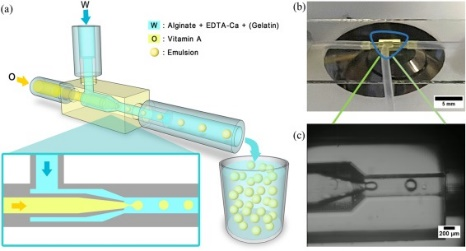 (a)
W
W : Alginate + EDTA-Ca + (Gelatin)
O : Vitamin A
: Emulsion
O
(b)
5 mm
(c)
200 μm